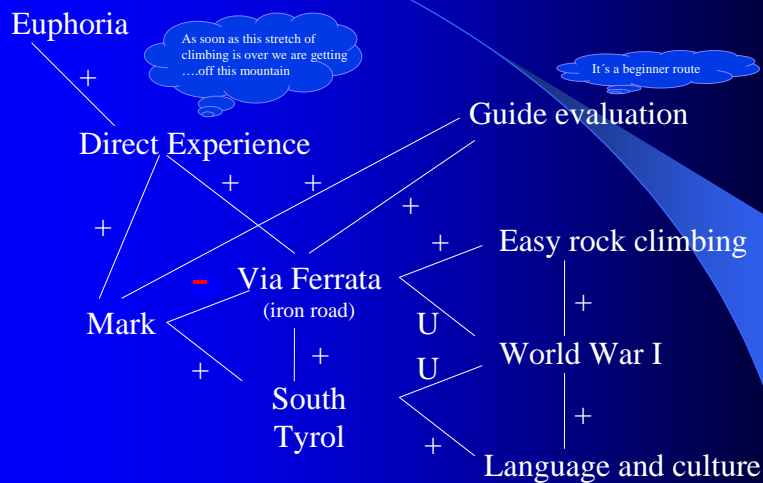 Euphoria
As soon as this stretch of
climbing is over we are getting
….off this mountain
It´s a beginner route
+
Guide evaluation
Direct Experience
+
+
+
+
+
Easy rock climbing
-
Via Ferrata
(iron road)
+
Mark
U
World War I
+
+
U
South
Tyrol
+
+
Language and culture